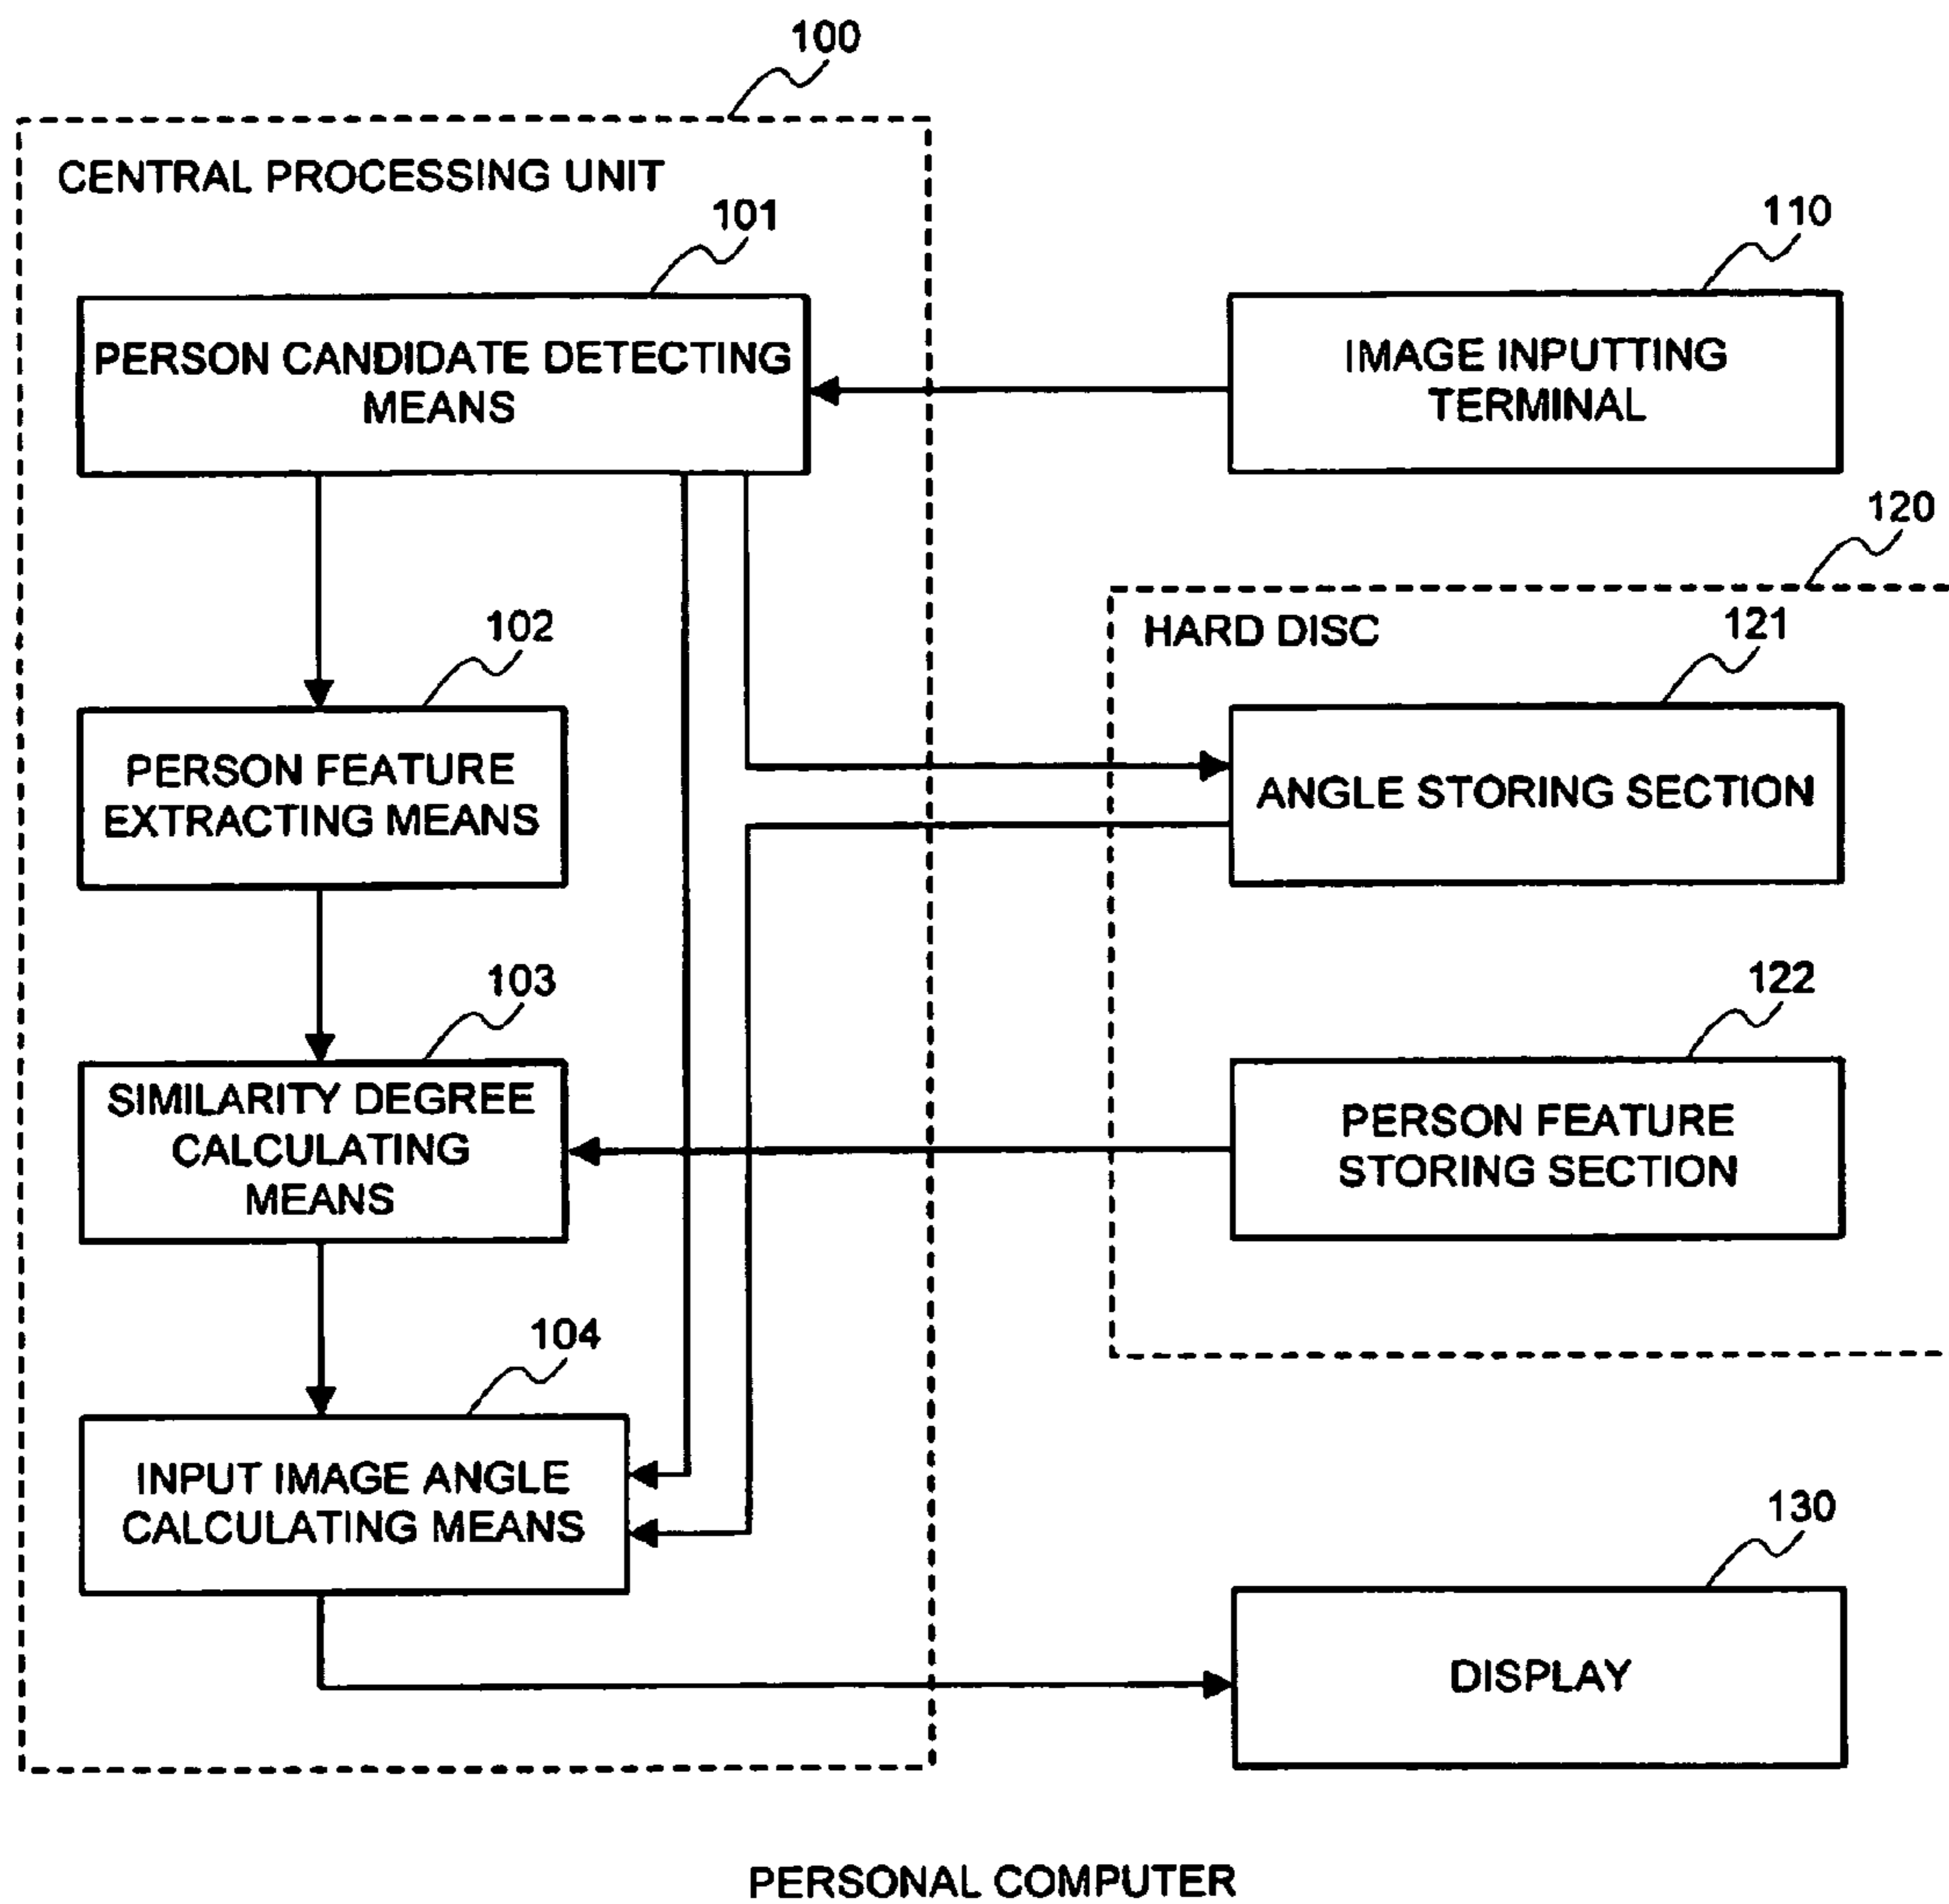 100
CENTRAL PROCESSING UNIT
101
PERSON CANDIDATE DETECTING
MEANS
110
IMAGE INPUTTING
TERMINAL
120
HARD DISC
102
PERSON FEATURE
EXTRACTING MEANS
121
ANGLE STORING SECTION
103
SIMILARITY DEGREE
CALCULATING
MEANS
122
PERSON FEATURE
STORING SECTION
104
INPUT IMAGE ANGLE
CALCULATING MEANS
130
DISPLAY
PERSONAL COMPUTER